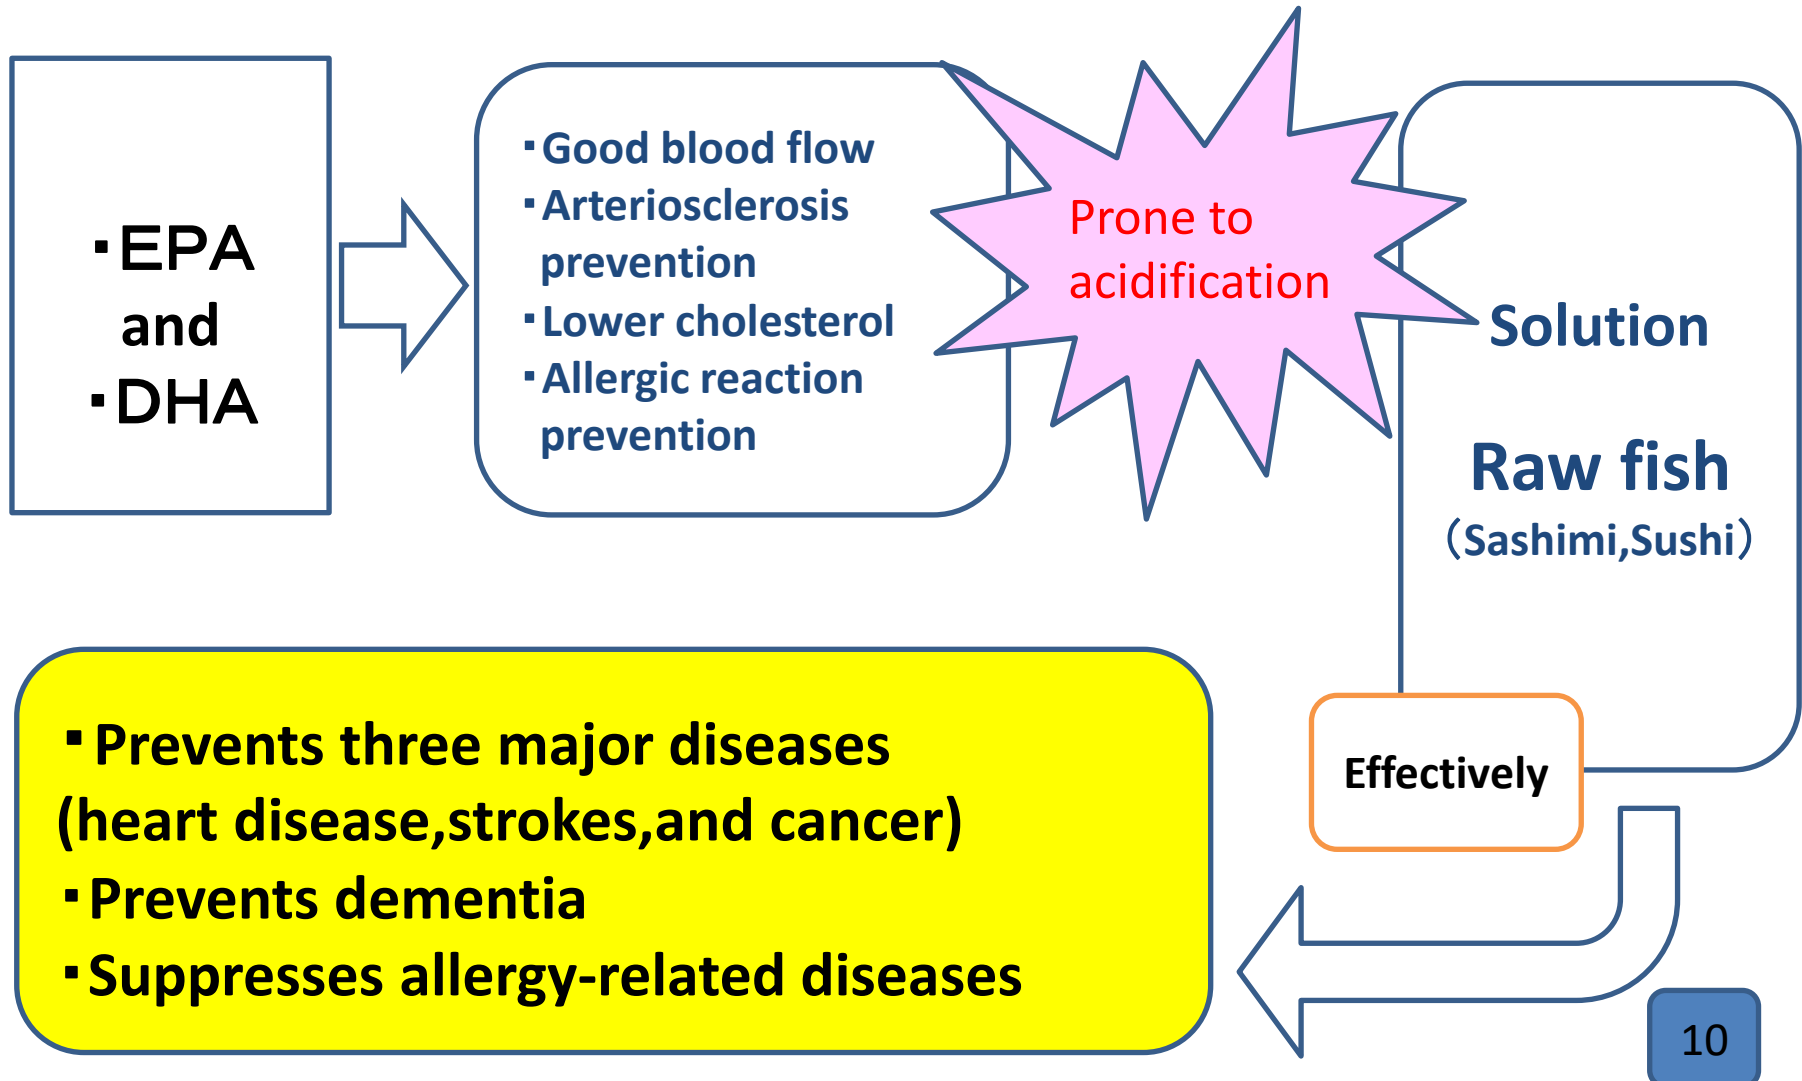 ・EPA
and
・DHA
・Good blood flow
・Arteriosclerosis
prevention
・Lower cholesterol
・Allergic reaction
prevention
Prone to
acidification
Solution
Raw fish
（Sashimi,Sushi）
Effectively
・Prevents three major diseases
(heart disease,strokes,and cancer)
・Prevents dementia
・Suppresses allergy-related diseases
10